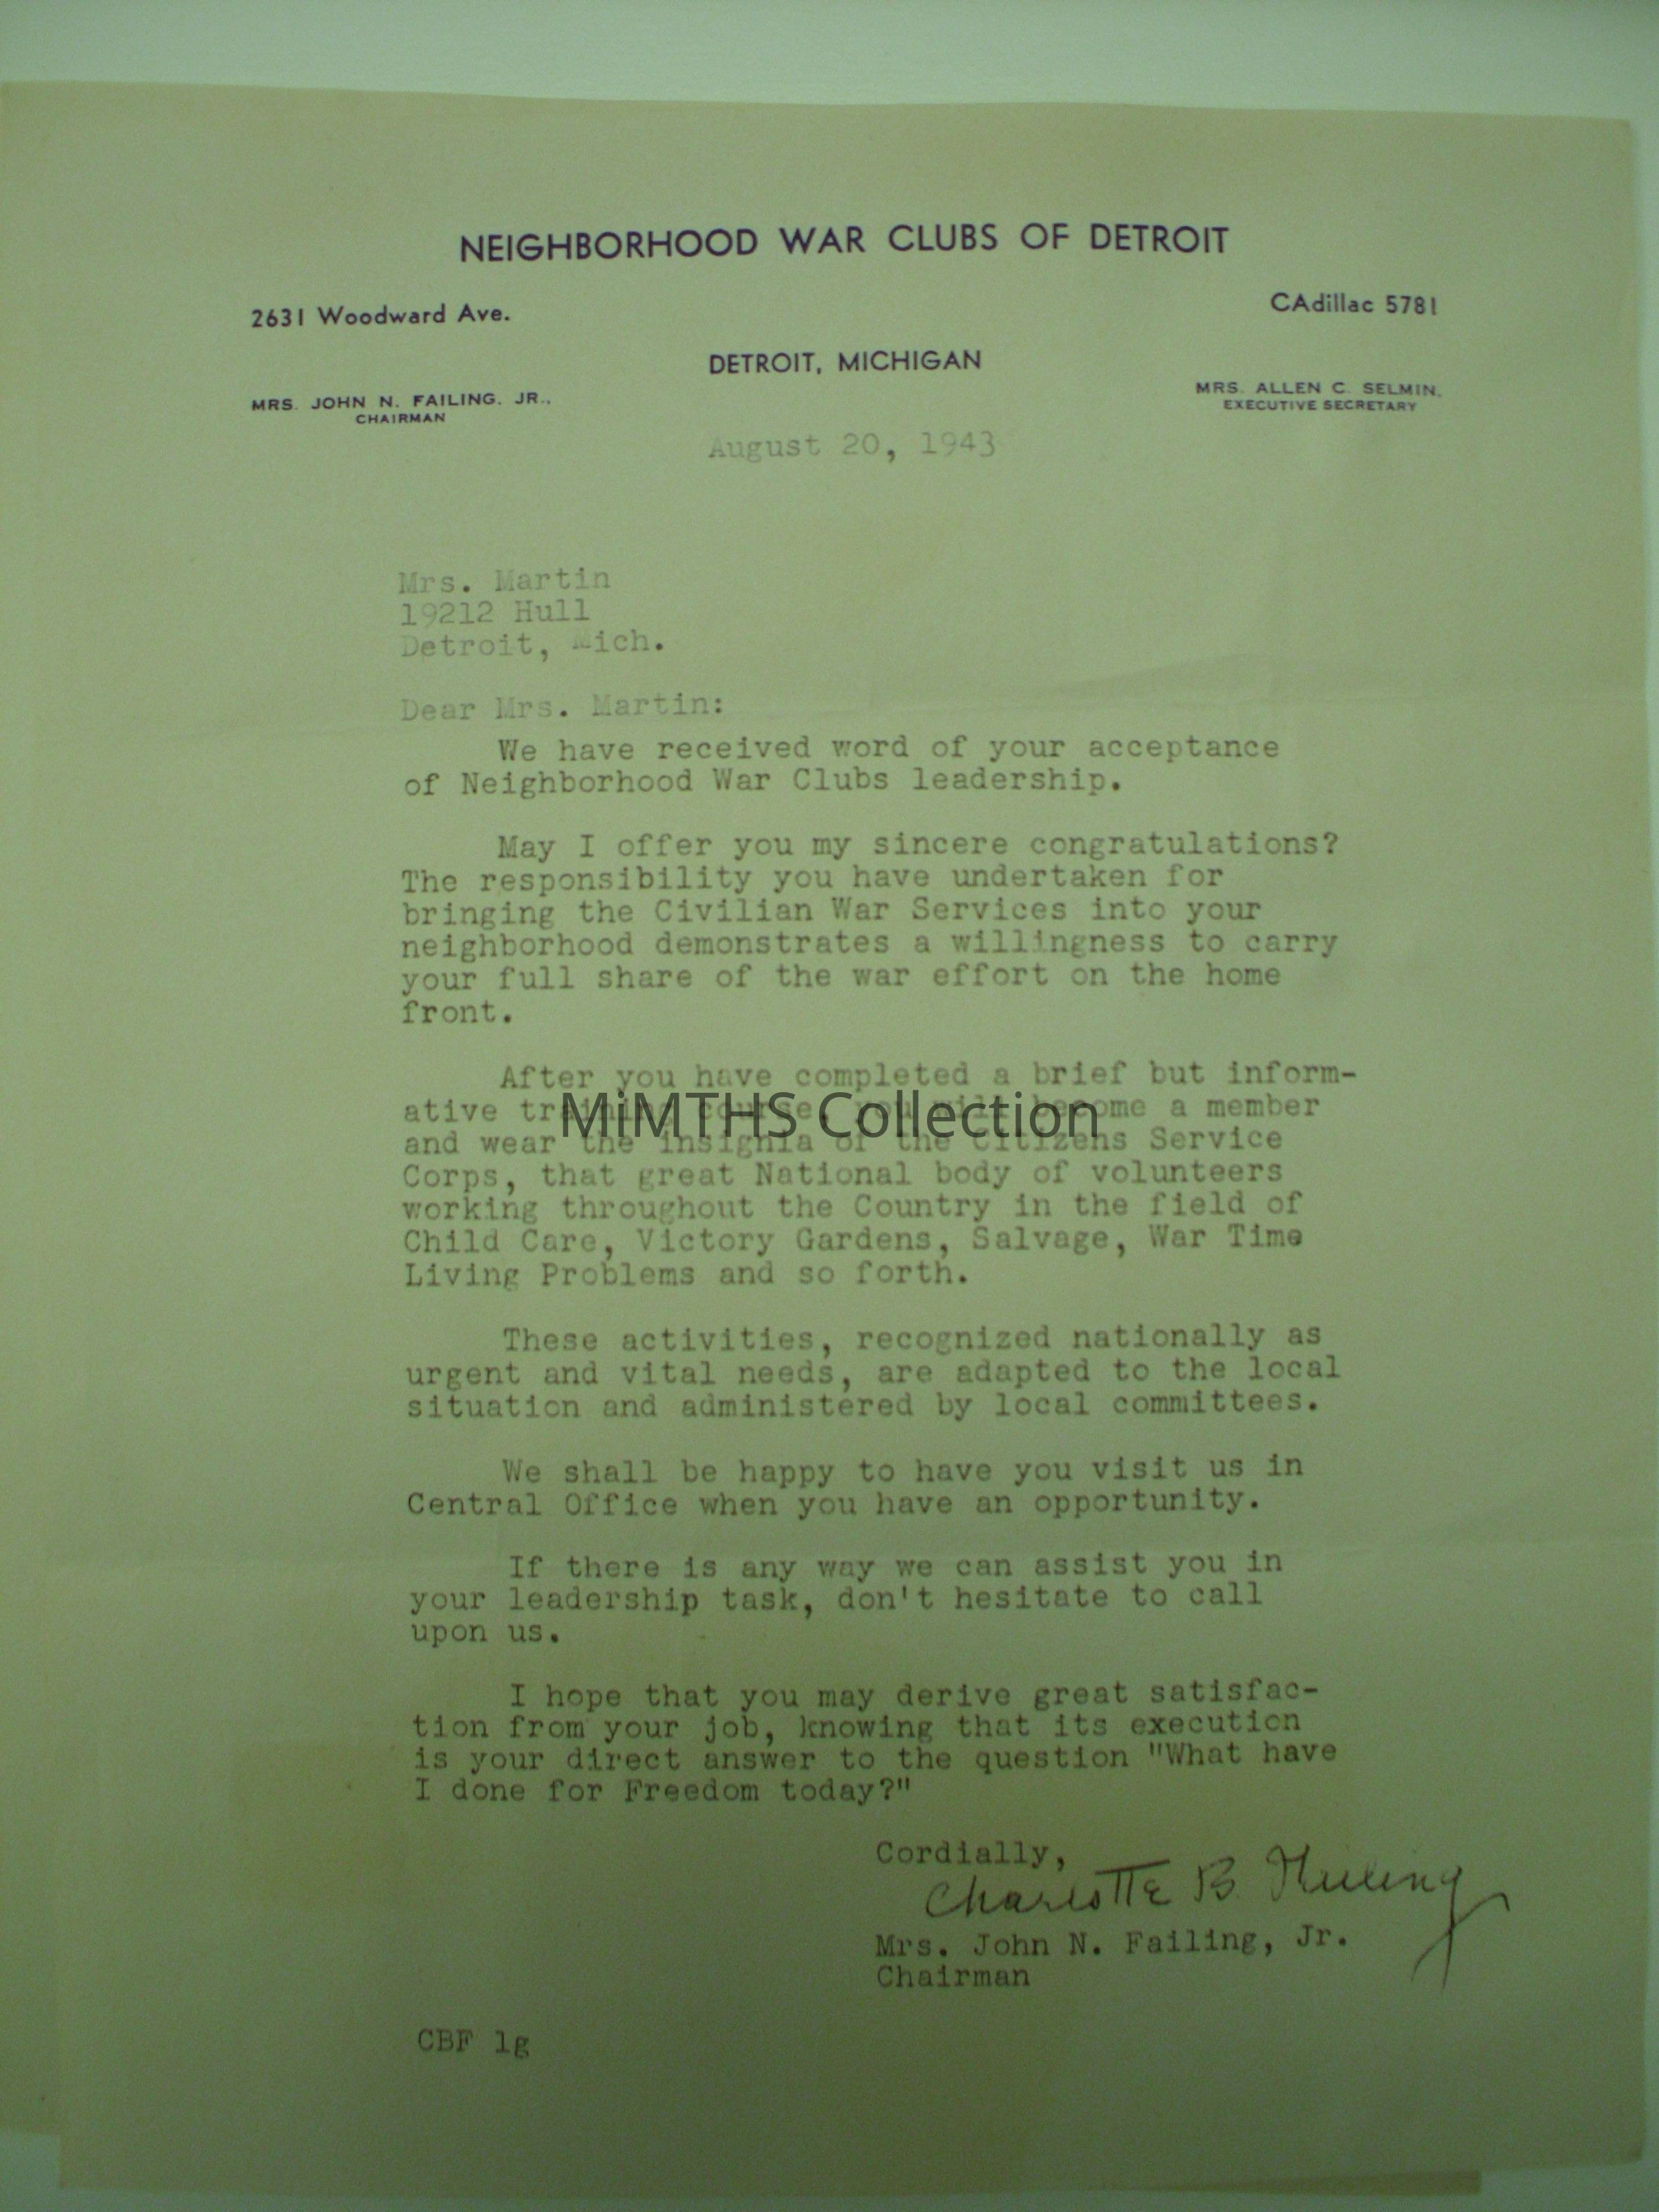 NEIGHBORHOOD WAR CLUBS OF DETROIT
2631 Woodward Ave.
CAdillac 5781
DETROIT, MICHIGAN
MRS. JOHN N. FAILING, JR.,
CHAIRMAN
MRS. ALLEN C. SELMIN,
EXECUTIVE SECRETARY
August 20, 1943
Mrs. Martin
19212 Hull
Detroit, Mich.
Dear Mrs. Martin:
We have received word of your acceptance
of Neighborhood War Clubs leadership.
May I offer you my sincere congratulations?
The responsibility you have undertaken for
bringing the Civilian War Services into your
neighborhood demonstrates a willingness to carry
your full share of the war effort on the home
front.
After you have completed a brief but inform-
ative training course, you will become a member
MiMTHS Collection
and wear the insignia of the Citizens Service
Corps, that great National body of volunteers
working throughout the Country in the field of
Child Care, Victory Gardens, Salvage, War Time
Living Problems and so forth.
These activities, recognized nationally as
urgent and vital needs, are adapted to the local
situation and administered by local committees.
We shall be happy to have you visit us in
Central Office when you have an opportunity.
If there is any way we can assist you in
your leadership task, don't hesitate to call
upon us.
I hope that you may derive great satisfac-
tion from your job, knowing that its execution
is your direct answer to the question "What have
I done for Freedom today?"
Cordially,
Charlotte B Failing
Mrs. John N. Failing, Jr.
Chairman
CBF lg